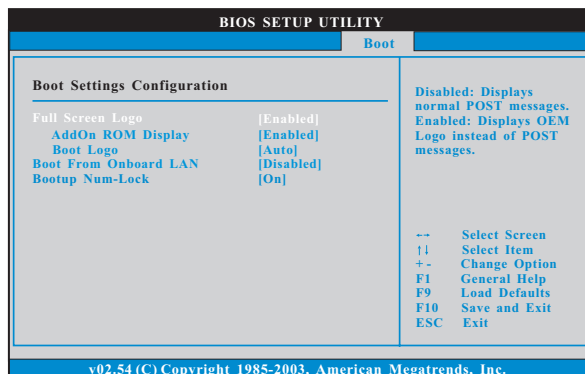 BIOS SETUP UTILITY
Boot
Boot Settings Configuration
Full Screen Logo [Enabled]
AddOn ROM Display [Enabled]
Boot Logo [Auto]
Boot From Onboard LAN [Disabled]
Bootup Num-Lock [On]
Disabled: Displays
normal POST messages.
Enabled: Displays OEM
Logo instead of POST
messages.
←→ Select Screen
↑↓ Select Item
+ - Change Option
F1 General Help
F9 Load Defaults
F10 Save and Exit
ESC Exit
v02.54 (C) Copyright 1985-2003, American Megatrends, Inc.